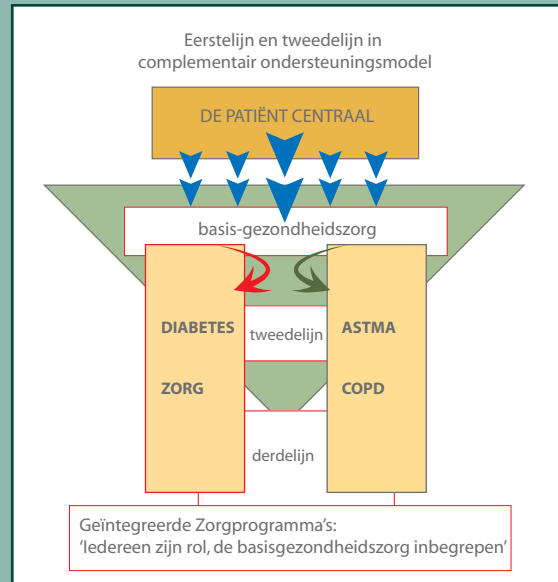 Eerstelijn en tweedelijn in
complementair ondersteuningsmodel
DE PATIËNT CENTRAAL
basis-gezondheidszorg
DIABETES
tweedelijn
ASTMA
ZORG
COPD
derdelijn
Geïntegreerde Zorgprogramma's:
'Iedereen zijn rol, de basisgezondheidszorg inbegrepen'